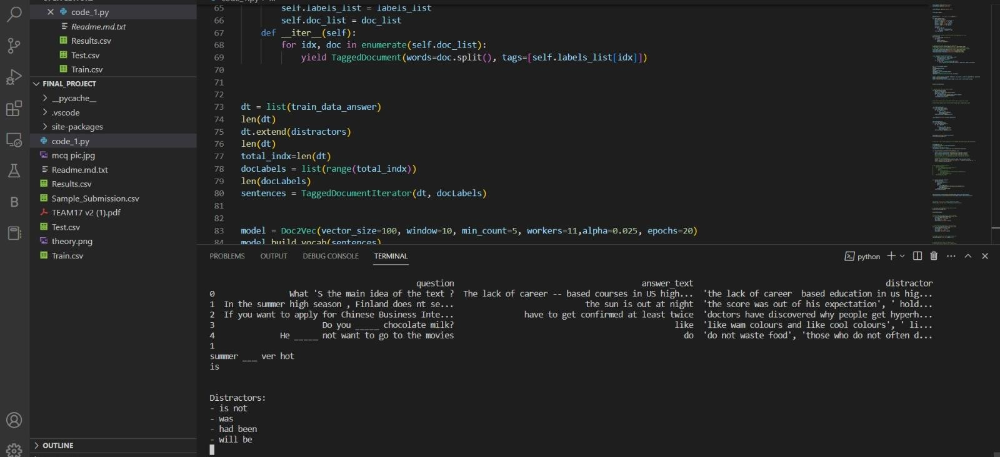 code_1.py
Readme.md.txt
Results.csv
Test.csv
Train.csv
FINAL_PROJECT
__pycache__
.vscode
site-packages
code_1.py
mcq pic.jpg
Readme.md.txt
Results.csv
Sample_Submission.csv
TEAM17 v2 (1).pdf
Test.csv
theory.png
Train.csv
OUTLINE
65 self.labels_list = labels_list
66 self.doc_list = doc_list
67 def __iter__(self):
68 for idx, doc in enumerate(self.doc_list):
69 yield TaggedDocument(words=doc.split(), tags=[self.labels_list[idx]])
70
71
72
73 dt = list(train_data_answer)
74 len(dt)
75 dt.extend(distractors)
76 len(dt)
77 total_indx=len(dt)
78 docLabels = list(range(total_indx))
79 len(docLabels)
80 sentences = TaggedDocumentIterator(dt, docLabels)
81
82
83 model = Doc2Vec(vector_size=100, window=10, min_count=5, workers=11,alpha=0.025, epochs=20)
84 model.build_vocab(sentences)
PROBLEMS OUTPUT DEBUG CONSOLE TERMINAL python
question answer_text distractor
0 What 'S the main idea of the text ? The lack of career -- based courses in US high... 'the lack of career based education in us hig...
1 In the summer high season , Finland does nt se... the sun is out at night 'the score was out of his expectation', ' hold...
2 If you want to apply for Chinese Business Inte... have to get confirmed at least twice 'doctors have discovered why people get hyperh...
3 Do you _____ chocolate milk? like 'like wam colours and like cool colours', ' li...
4 He _____ not want to go to the movies do 'do not waste food', 'those who do not often d...
1
summer ___ ver hot
is
Distractors:
- is not
- was
- had been
- will be